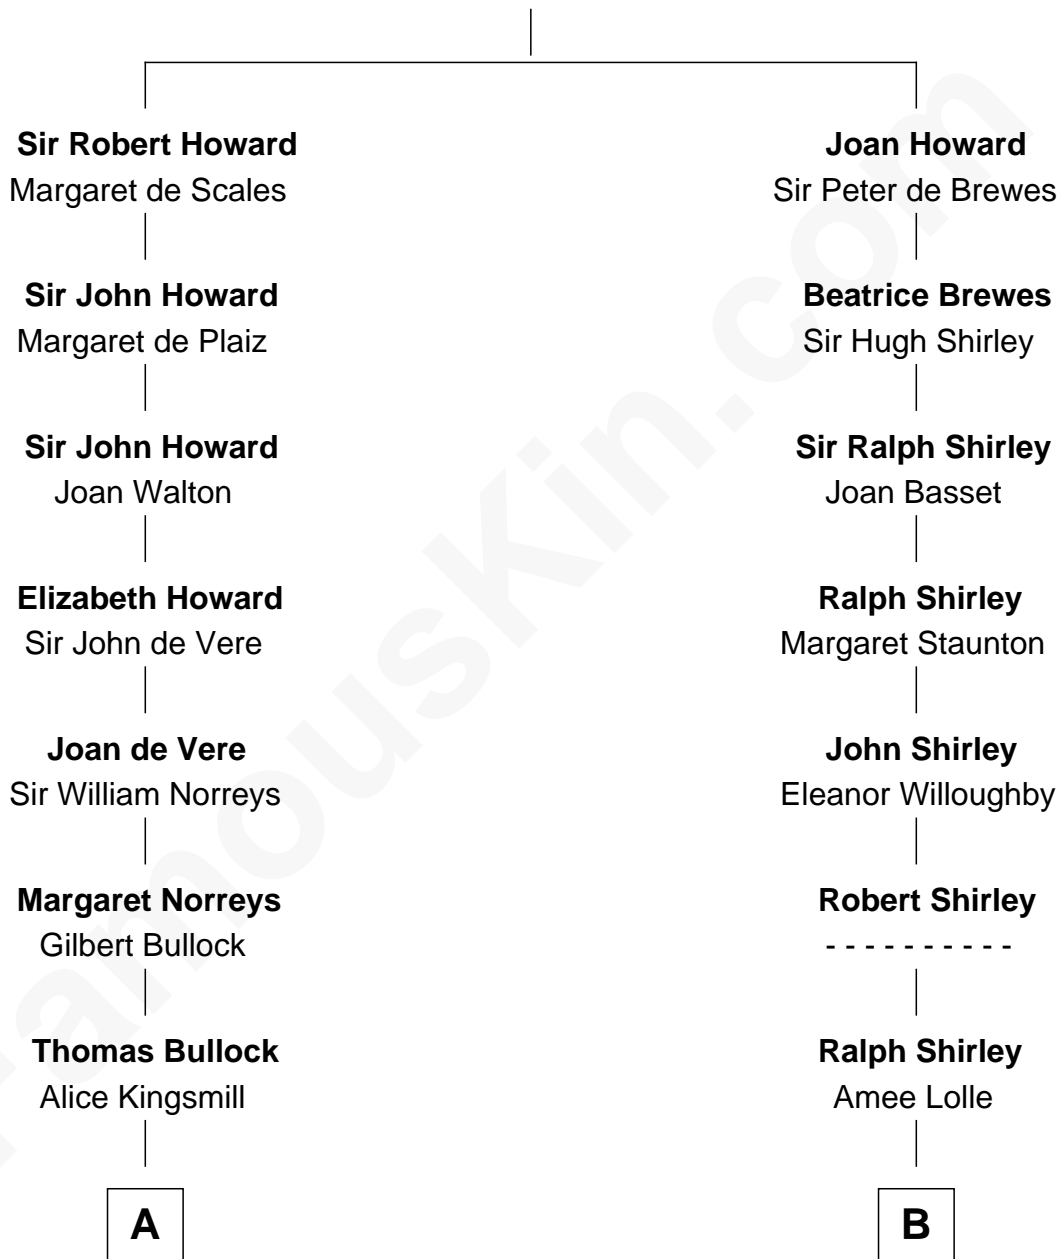 Sir Robert Howard
Margaret de Scales
Sir John Howard
Margaret de Plaiz
Sir John Howard
Joan Walton
Elizabeth Howard
Sir John de Vere
Joan de Vere
Sir William Norreys
Margaret Norreys
Gilbert Bullock
Thomas Bullock
Alice Kingsmill
A
Joan Howard
Sir Peter de Brewes
Beatrice Brewes
Sir Hugh Shirley
Sir Ralph Shirley
Joan Basset
Ralph Shirley
Margaret Staunton
John Shirley
Eleanor Willoughby
Robert Shirley
- - - - - - - - - -
Ralph Shirley
Amee Lolle
B
FamousKin.com